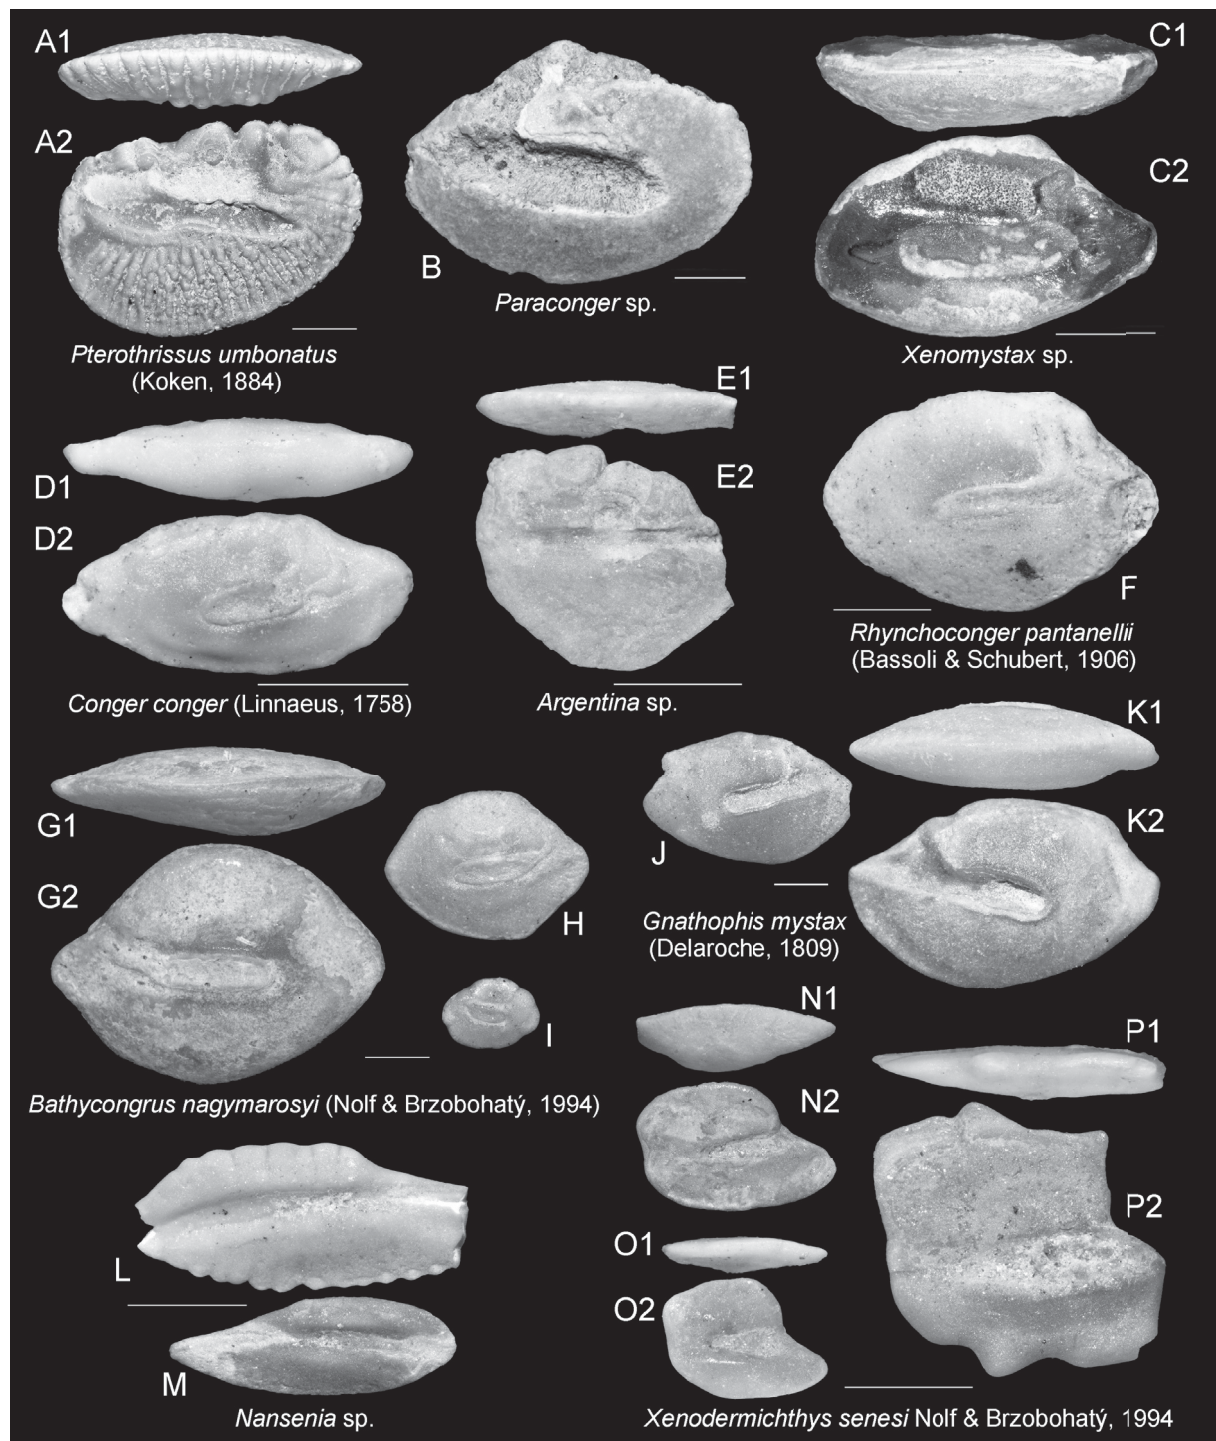 A1
A2
B
C1
C2
Paraconger sp.
Pterothrissus umbonatus
(Koken, 1884)
Xenomystax sp.
D1
D2
E1
E2
F
Rhynchoconger pantanellii
(Bassoli & Schubert, 1906)
Conger conger (Linnaeus, 1758)
Argentina sp.
G1
G2
H
I
J
K1
K2
Gnathophis mystax
(Delaroche, 1809)
Bathycongrus nagymarosyi (Nolf & Brzobohatý, 1994)
L
M
Nansenia sp.
N1
N2
O1
O2
P1
P2
Xenodermichthys senesi Nolf & Brzobohatý, 1994